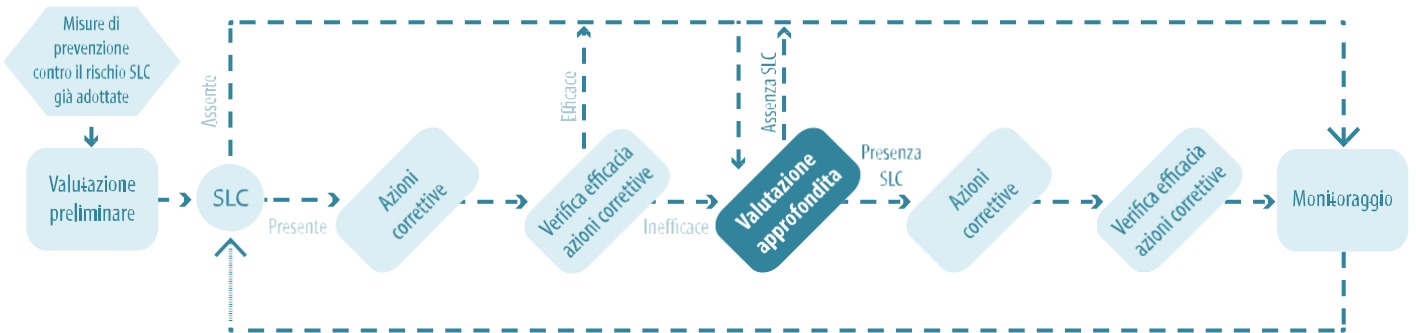 Misure di
prevenzione
contro il rischio SLC
già adottate
Valutazione
preliminare
SLC
Assente
Presente
Azioni
correttive
Efficace
Verifica efficacia
azioni correttive
Inefficace
Assenza SLC
Valutazione
approfondita
Presenza
SLC
Azioni
correttive
Verifica efficacia
azioni correttive
Monitoraggio